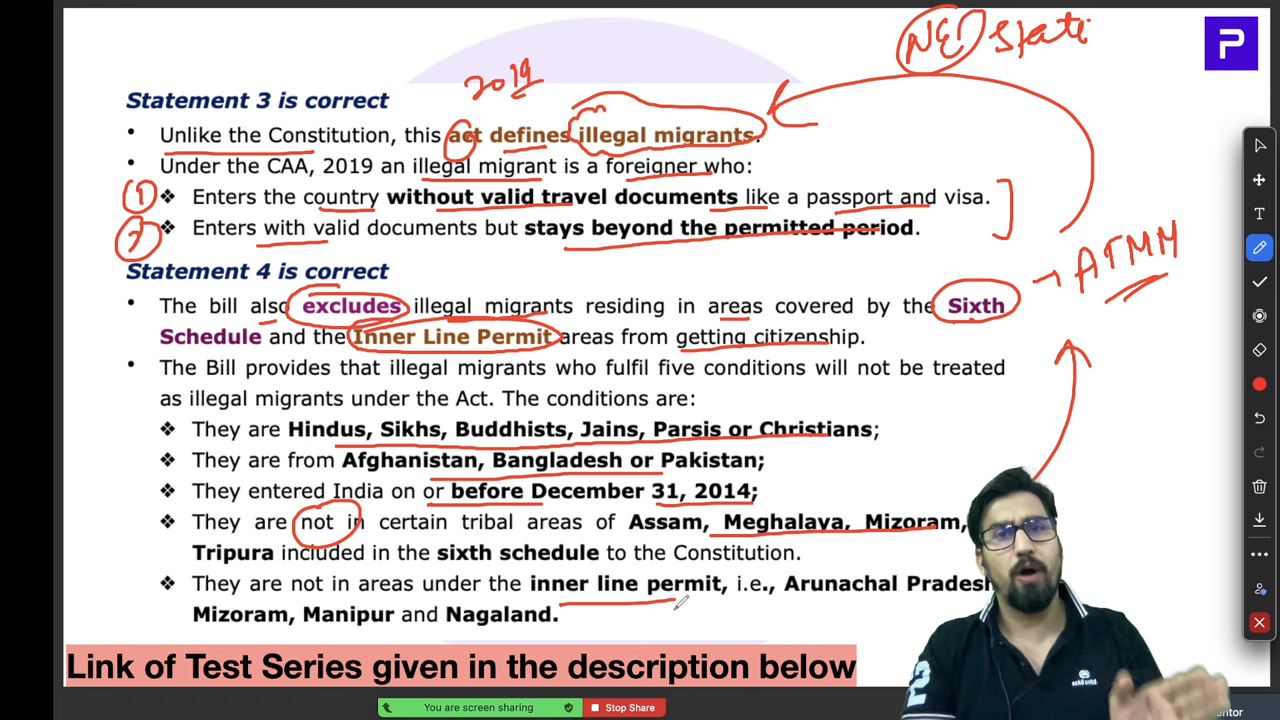 NE State
2019
P
Statement 3 is correct
• Unlike the Constitution, this act defines illegal migrants.
• Under the CAA, 2019 an illegal migrant is a foreigner who:
1 ❖ Enters the country without valid travel documents like a passport and visa.
2 ❖ Enters with valid documents but stays beyond the permitted period.
Statement 4 is correct
→ ATMM
• The bill also excludes illegal migrants residing in areas covered by the Sixth
Schedule and the Inner Line Permit areas from getting citizenship.
• The Bill provides that illegal migrants who fulfil five conditions will not be treated
as illegal migrants under the Act. The conditions are:
❖ They are Hindus, Sikhs, Buddhists, Jains, Parsis or Christians;
❖ They are from Afghanistan, Bangladesh or Pakistan;
❖ They entered India on or before December 31, 2014;
❖ They are not in certain tribal areas of Assam, Meghalaya, Mizoram,
Tripura included in the sixth schedule to the Constitution.
❖ They are not in areas under the inner line permit, i.e., Arunachal Pradesh
Mizoram, Manipur and Nagaland.
Link of Test Series given in the description below
You are screen sharing
Stop Share